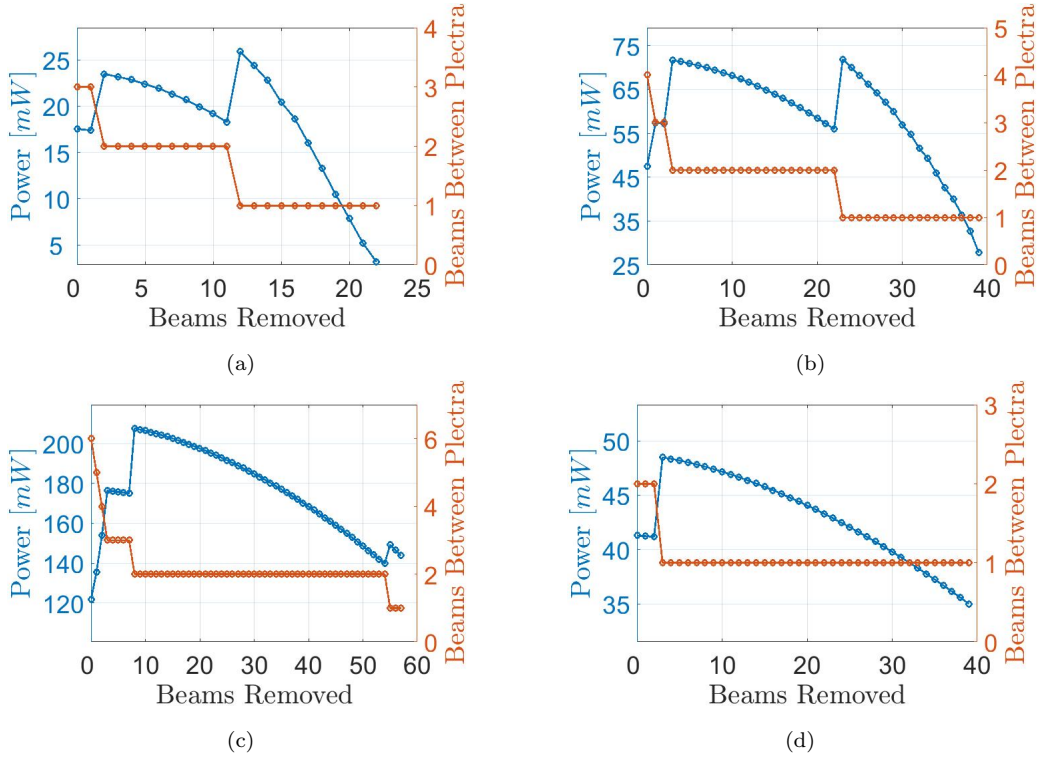 Power [mW]
25
20
15
10
5
4
3
2
1
0
Beams Between Plectra
0 5 10 15 20 25
Beams Removed
(a)
Power [mW]
75
65
55
45
35
25
5
4
3
2
1
0
Beams Between Plectra
0 10 20 30 40
Beams Removed
(b)
Power [mW]
200
180
160
140
120
6
4
2
0
Beams Between Plectra
0 10 20 30 40 50 60
Beams Removed
(c)
Power [mW]
50
45
40
35
3
2
1
0
Beams Between Plectra
0 10 20 30 40
Beams Removed
(d)